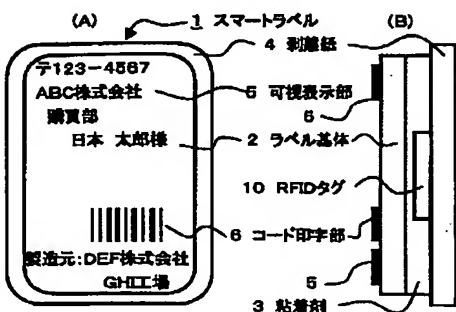 (A)
1 スマートラベル
(B)
4 剥離紙
〒123-4567
ABC株式会社
購買部
日本 太郎様
5 可視表示部
6
2 ラベル基体
10 RFIDタグ
6 コード印字部
製造元:DEF株式会社
GHI工場
5
3 粘着剤